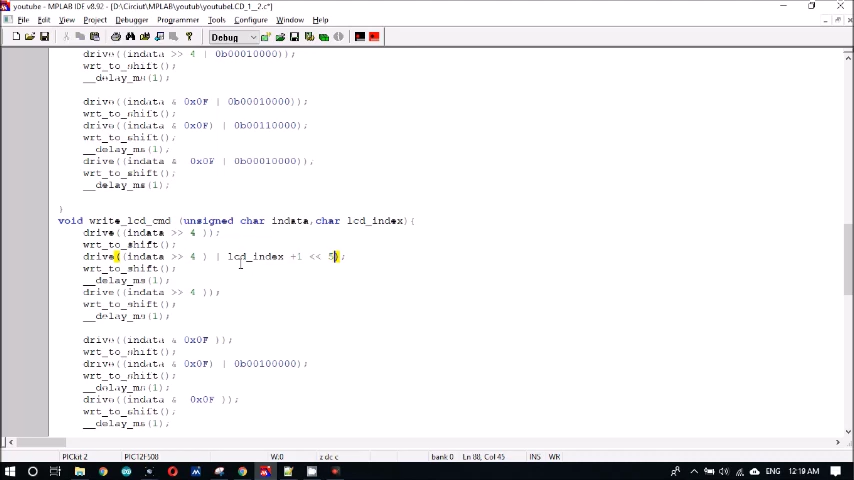 youtube - MPLAB IDE v8.92 - [D:\Circiut\MPLAB\youtub\youtubeLCD_1_2.c*]
File Edit View Project Debugger Programmer Tools Configure Window Help
Debug
drive((indata >> 4 | 0b00010000));
wrt_to_shift();
__delay_ms(1);
drive((indata & 0x0F | 0b00010000));
wrt_to_shift();
drive((indata & 0x0F) | 0b00110000);
wrt_to_shift();
__delay_ms(1);
drive((indata & 0x0F | 0b00010000));
wrt_to_shift();
__delay_ms(1);
}
void write_lcd_cmd (unsigned char indata,char lcd_index){
drive((indata >> 4 ));
wrt_to_shift();
drive((indata >> 4 ) | lcd_index +1 << 5);
wrt_to_shift();
__delay_ms(1);
drive((indata >> 4 ));
wrt_to_shift();
__delay_ms(1);
drive((indata & 0x0F ));
wrt_to_shift();
drive((indata & 0x0F) | 0b00100000);
wrt_to_shift();
__delay_ms(1);
drive((indata & 0x0F ));
wrt_to_shift();
__delay_ms(1);
PICkit 2 PIC12F508 W:0 z dc c bank 0 Ln 88, Col 45 INS WR
ENG 12:19 AM